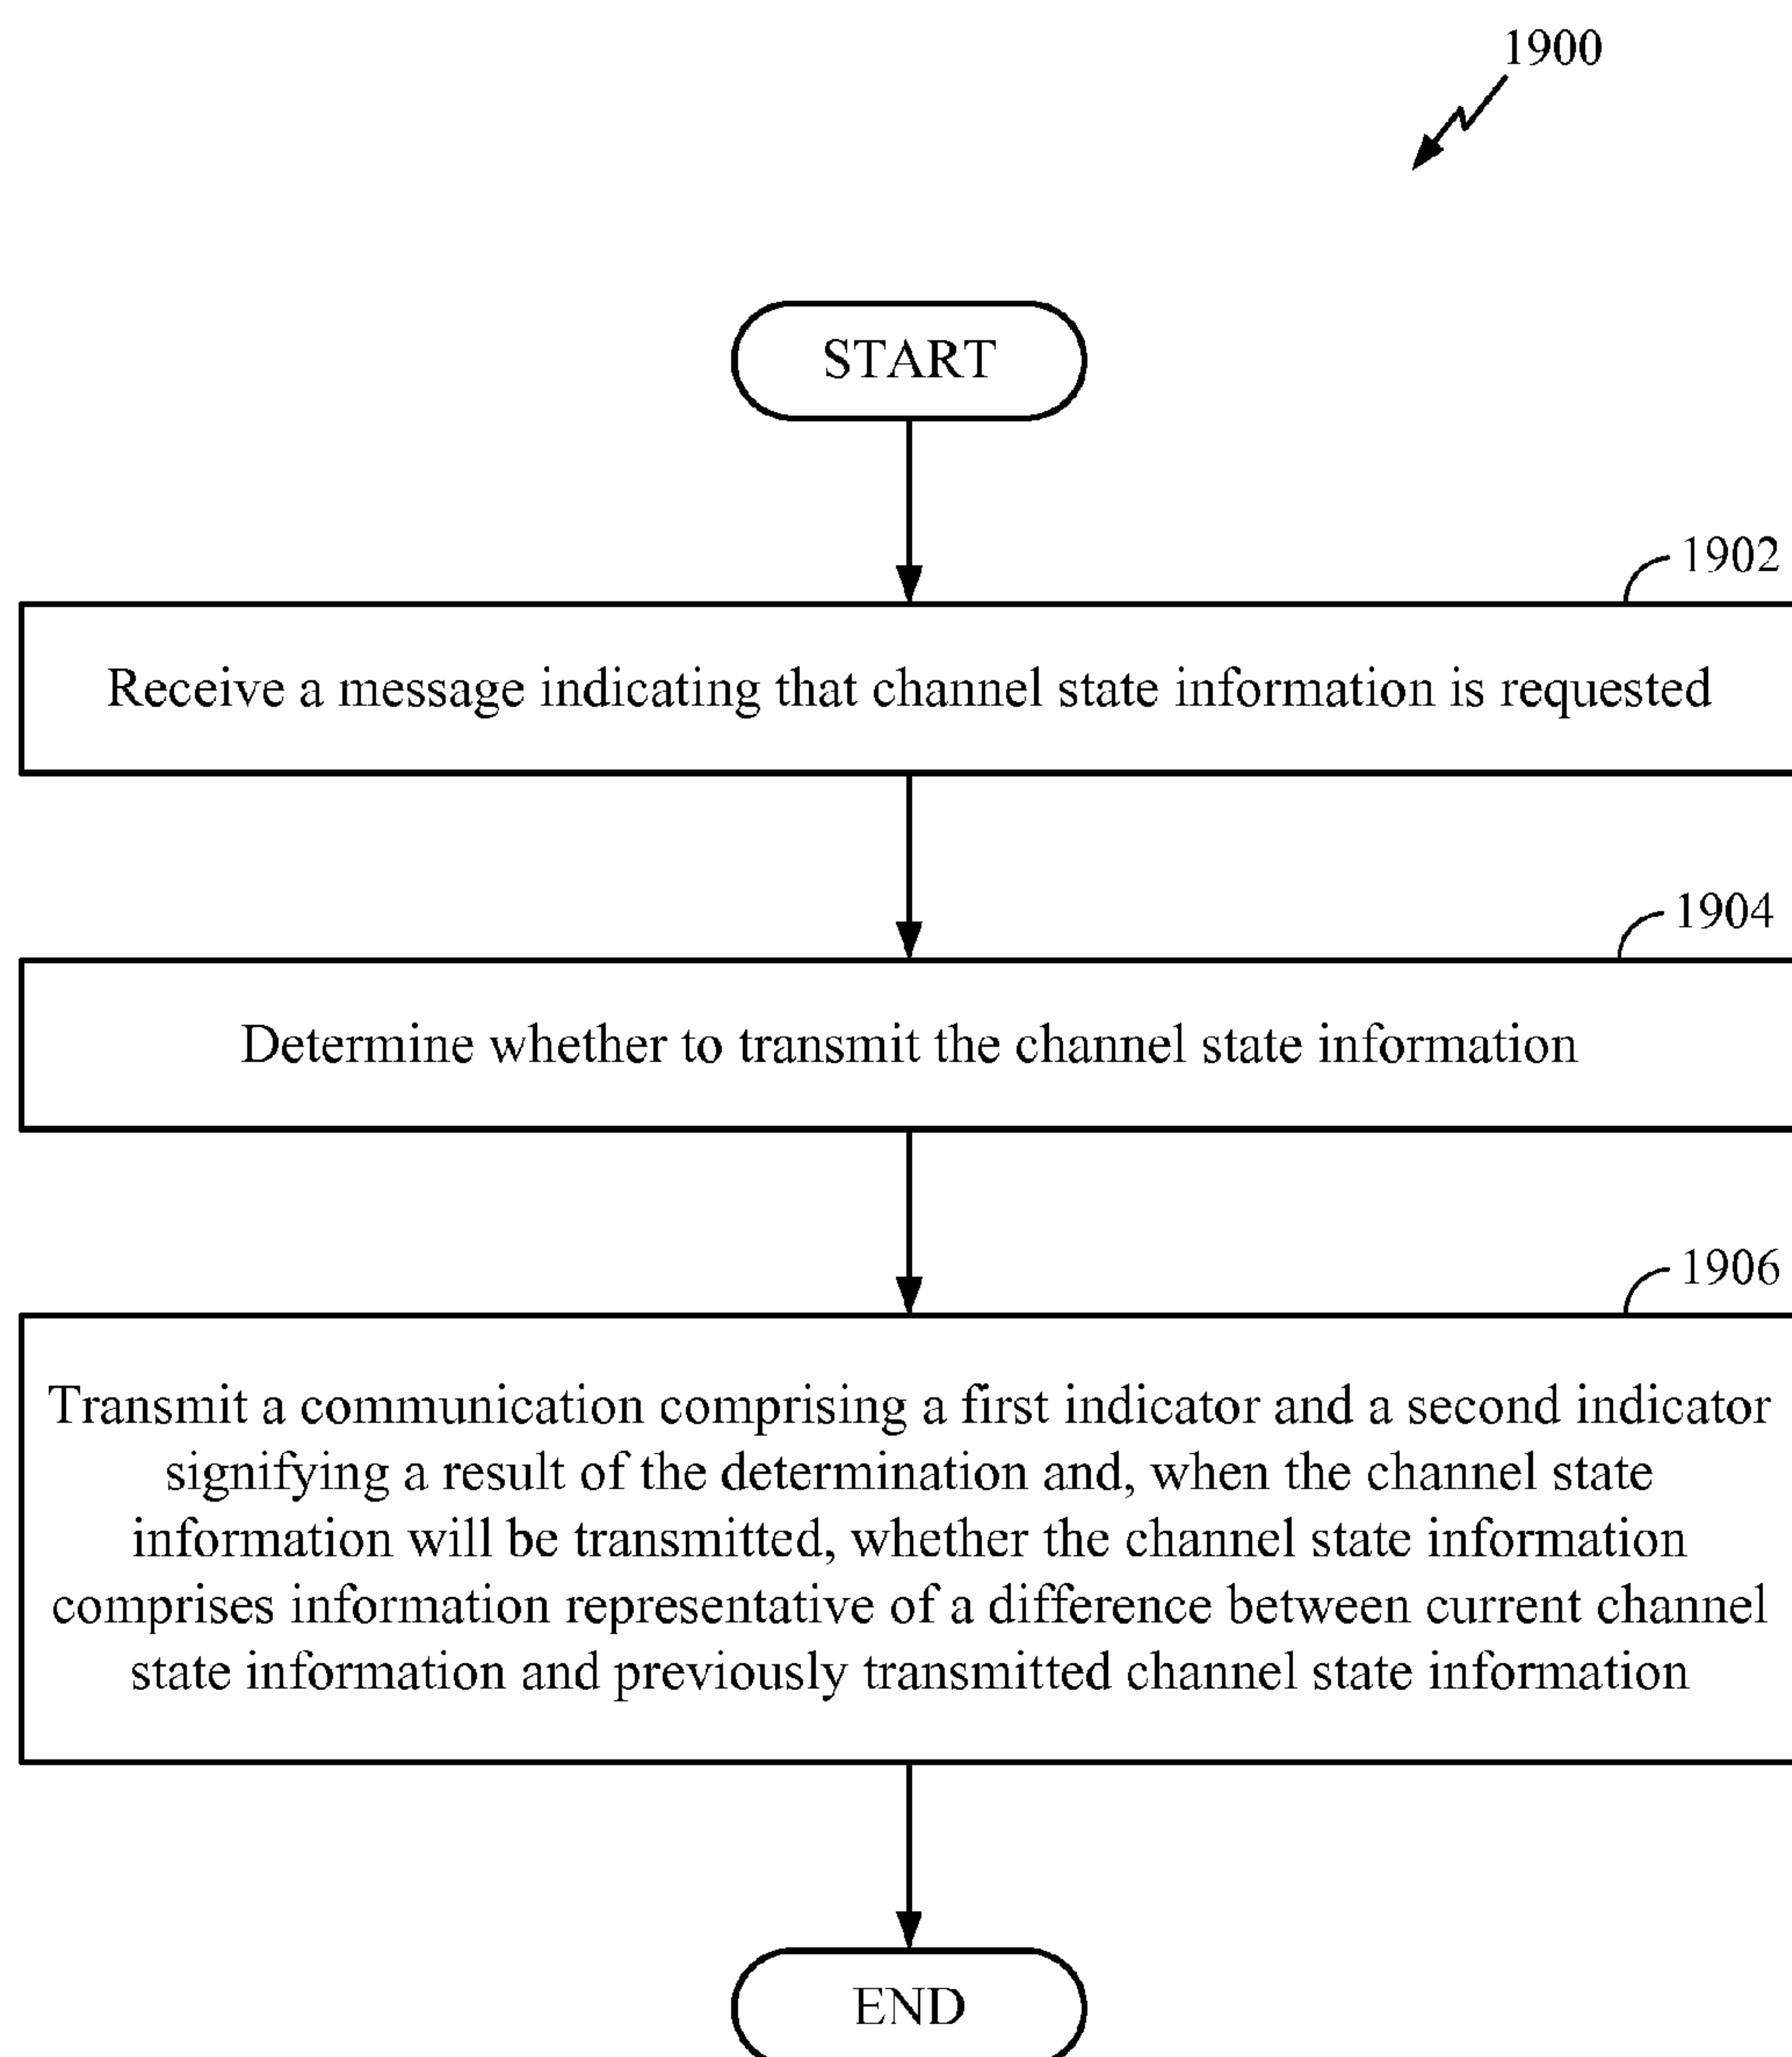 1900
START
1902
Receive a message indicating that channel state information is requested
1904
Determine whether to transmit the channel state information
1906
Transmit a communication comprising a first indicator and a second indicator
signifying a result of the determination and, when the channel state
information will be transmitted, whether the channel state information
comprises information representative of a difference between current channel
state information and previously transmitted channel state information
END